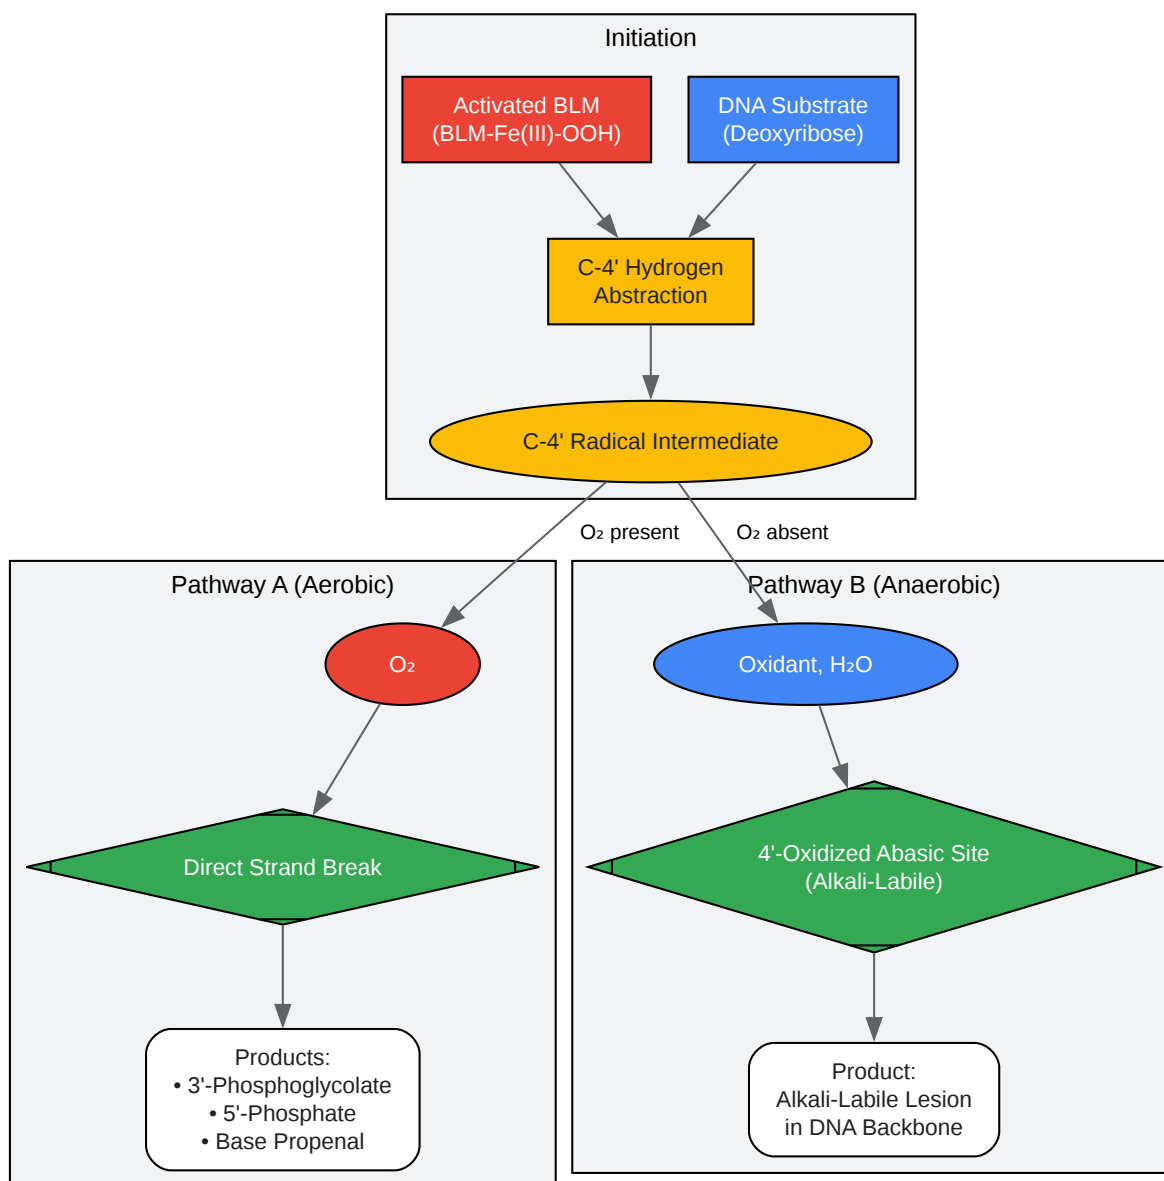 Initiation
Activated BLM
(BLM-Fe(III)-OOH)
DNA Substrate
(Deoxyribose)
C-4' Hydrogen
Abstraction
C-4' Radical Intermediate
O₂ present
O₂ absent
Pathway A (Aerobic)
O₂
Direct Strand Break
Products:
• 3'-Phosphoglycolate
• 5'-Phosphate
• Base Propenal
Pathway B (Anaerobic)
Oxidant, H₂O
4'-Oxidized Abasic Site
(Alkali-Labile)
Product:
Alkali-Labile Lesion
in DNA Backbone